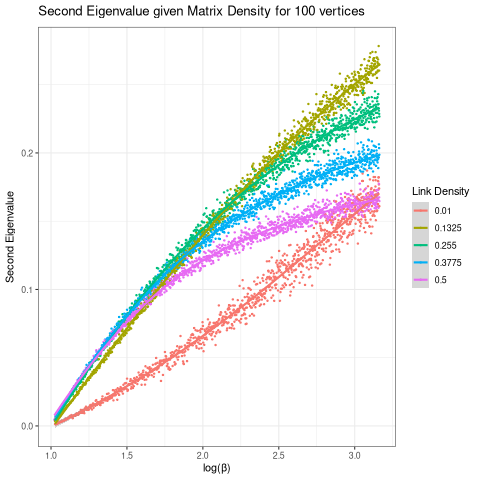 Second Eigenvalue given Matrix Density for 100 vertices
Second Eigenvalue
0.2
0.1
0.0
1.0 1.5 2.0 2.5 3.0
log(β)
Link Density
0.01
0.1325
0.255
0.3775
0.5